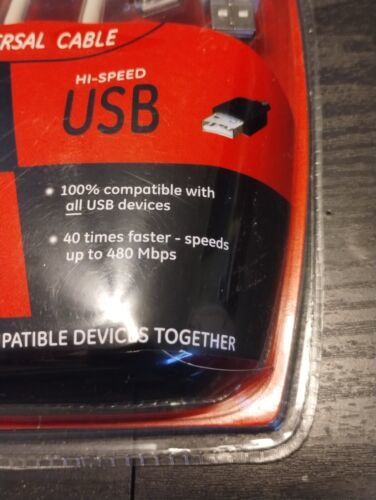 RSAL CABLE
HI-SPEED
USB
• 100% compatible with
all USB devices
• 40 times faster - speeds
up to 480 Mbps
PATIBLE DEVICES TOGETHER